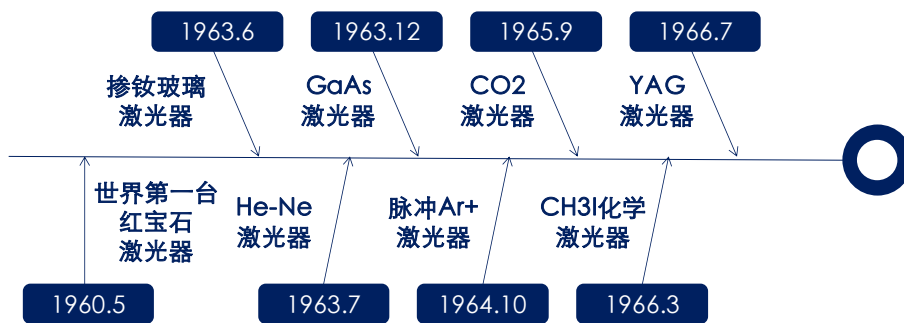 1963.6
1963.12
1965.9
1966.7
掺钕玻璃
激光器
GaAs
激光器
CO2
激光器
YAG
激光器
世界第一台
红宝石
激光器
He-Ne
激光器
脉冲Ar+
激光器
CH3I化学
激光器
1960.5
1963.7
1964.10
1966.3